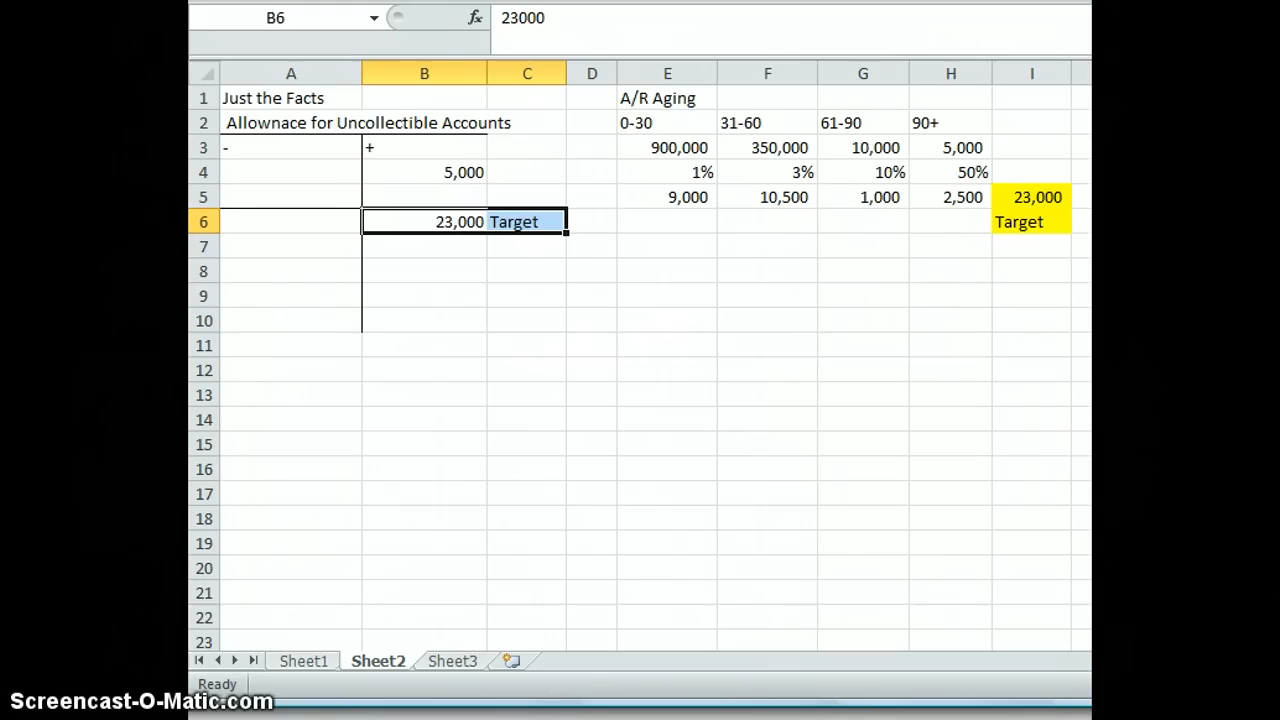 B6 fx 23000
A B C D E F G H I
1 Just the Facts A/R Aging
2 Allownace for Uncollectible Accounts 0-30 31-60 61-90 90+
3 - + 900,000 350,000 10,000 5,000
4 5,000 1% 3% 10% 50%
5 9,000 10,500 1,000 2,500 23,000
6 23,000 Target Target
7
8
9
10
11
12
13
14
15
16
17
18
19
20
21
22
23
Sheet1 Sheet2 Sheet3
Ready
Screencast-O-Matic.com